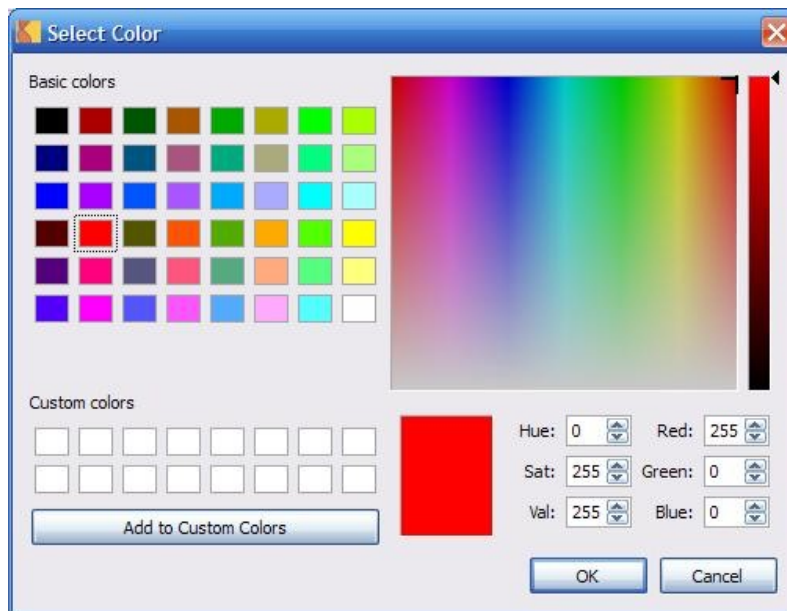 Select Color
Basic colors
Custom colors
Add to Custom Colors
Hue: 0 Red: 255
Sat: 255 Green: 0
Val: 255 Blue: 0
OK Cancel